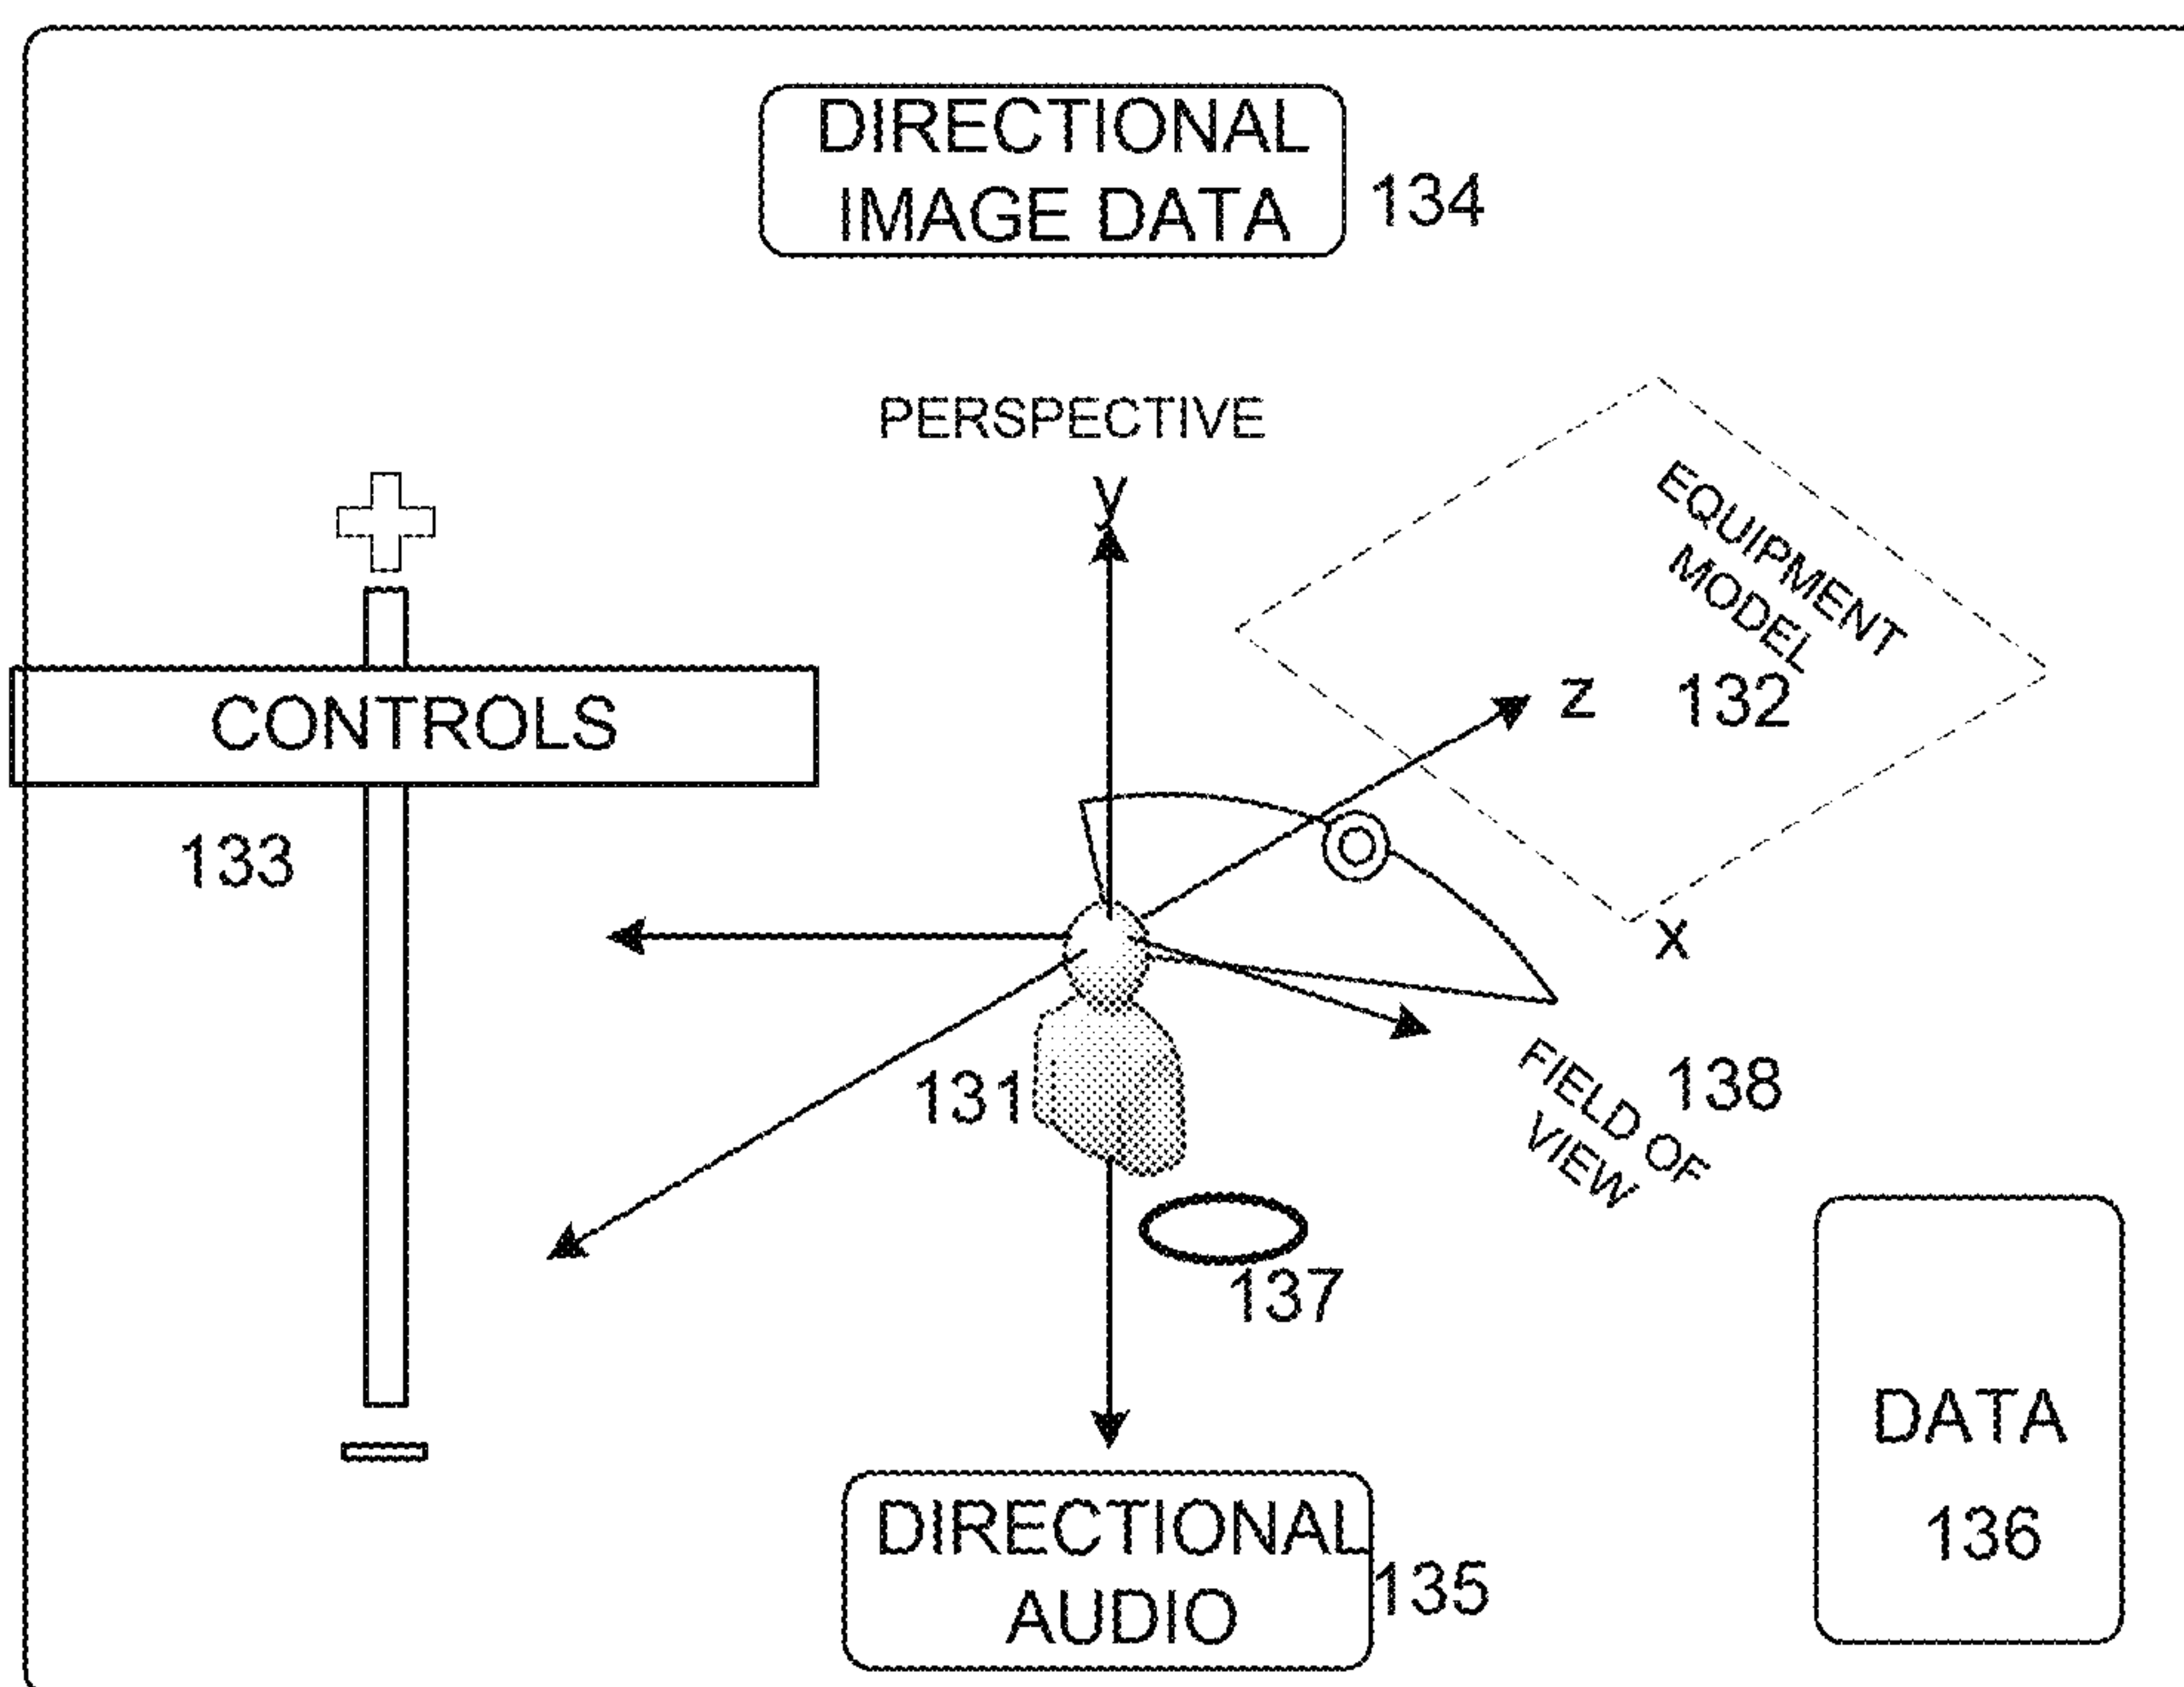 DIRECTIONAL
IMAGE DATA
134
PERSPECTIVE
y
EQUIPMENT
MODEL
132
Z
CONTROLS
133
X
131
138
FIELD OF
VIEW
137
DATA
136
DIRECTIONAL
AUDIO
135